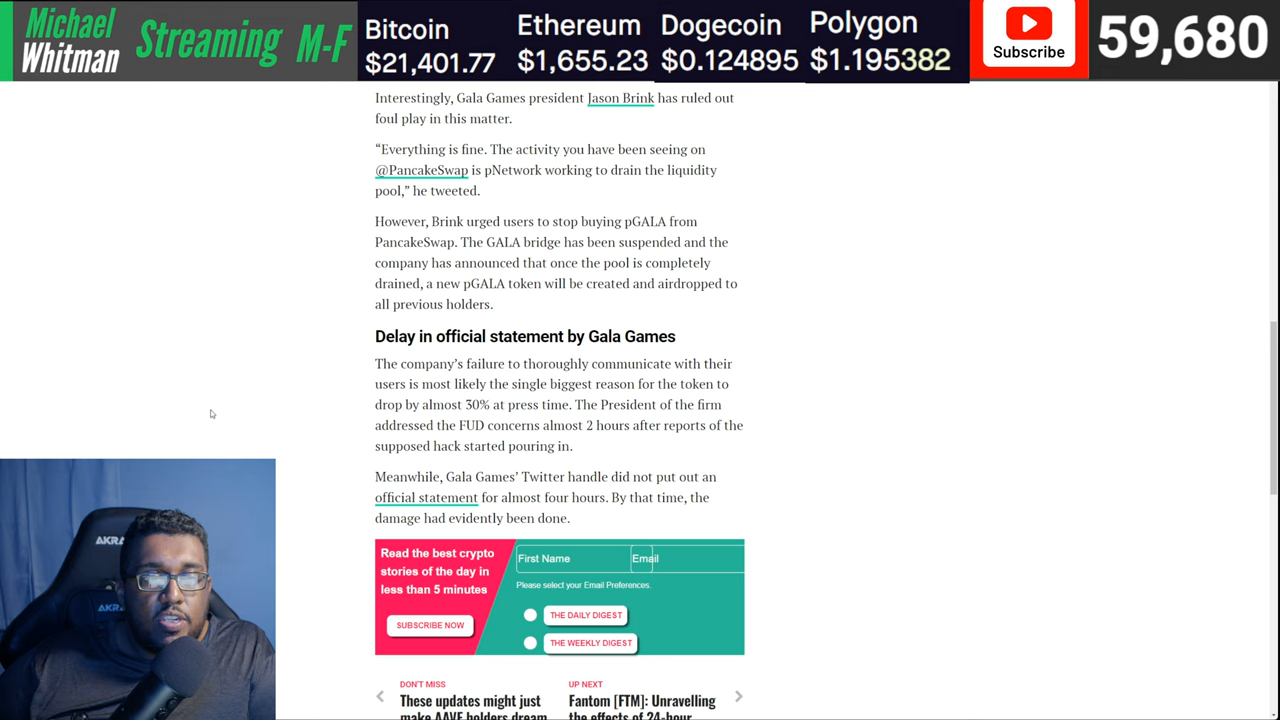 Michael
Whitman
Streaming M-F
Bitcoin
$21,401.77
Ethereum
$1,655.23
Dogecoin
$0.124895
Polygon
$1.195382
Subscribe
59,680
Interestingly, Gala Games president Jason Brink has ruled out
foul play in this matter.
“Everything is fine. The activity you have been seeing on
@PancakeSwap is pNetwork working to drain the liquidity
pool,” he tweeted.
However, Brink urged users to stop buying pGALA from
PancakeSwap. The GALA bridge has been suspended and the
company has announced that once the pool is completely
drained, a new pGALA token will be created and airdropped to
all previous holders.
Delay in official statement by Gala Games
The company’s failure to thoroughly communicate with their
users is most likely the single biggest reason for the token to
drop by almost 30% at press time. The President of the firm
addressed the FUD concerns almost 2 hours after reports of the
supposed hack started pouring in.
Meanwhile, Gala Games’ Twitter handle did not put out an
official statement for almost four hours. By that time, the
damage had evidently been done.
Read the best crypto
stories of the day in
less than 5 minutes
SUBSCRIBE NOW
First Name
Email
Please select your Email Preferences.
THE DAILY DIGEST
THE WEEKLY DIGEST
DON'T MISS
These updates might just
make AAVE holders dream
UP NEXT
Fantom [FTM]: Unravelling
the effects of 24-hour